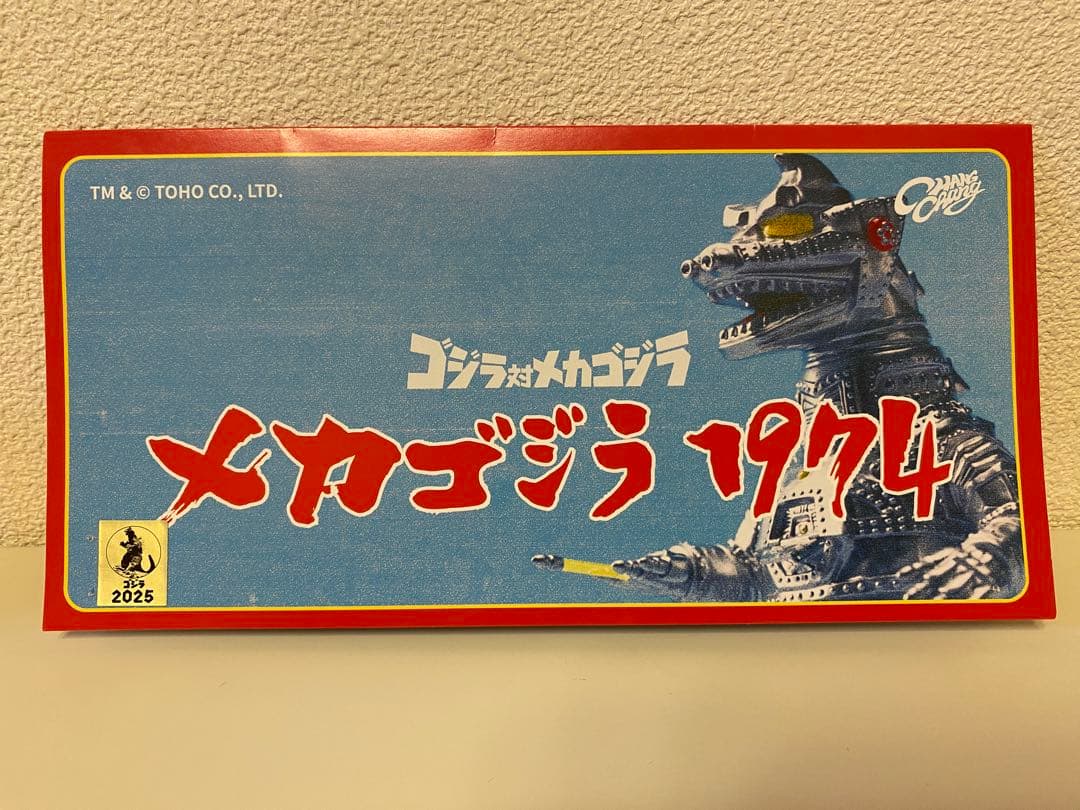 TM & © TOHO CO., LTD.
CHANG
Chang
ゴジラ対メカゴジラ
メカゴジラ 1974
ゴジラ
2025